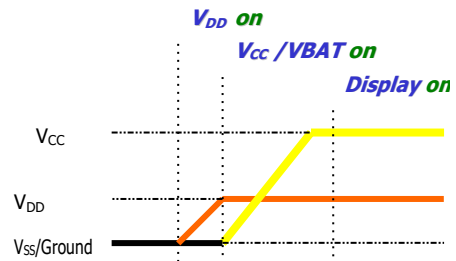 VDD on
VCC /VBAT on
Display on
VCC
VDD
VSS/Ground